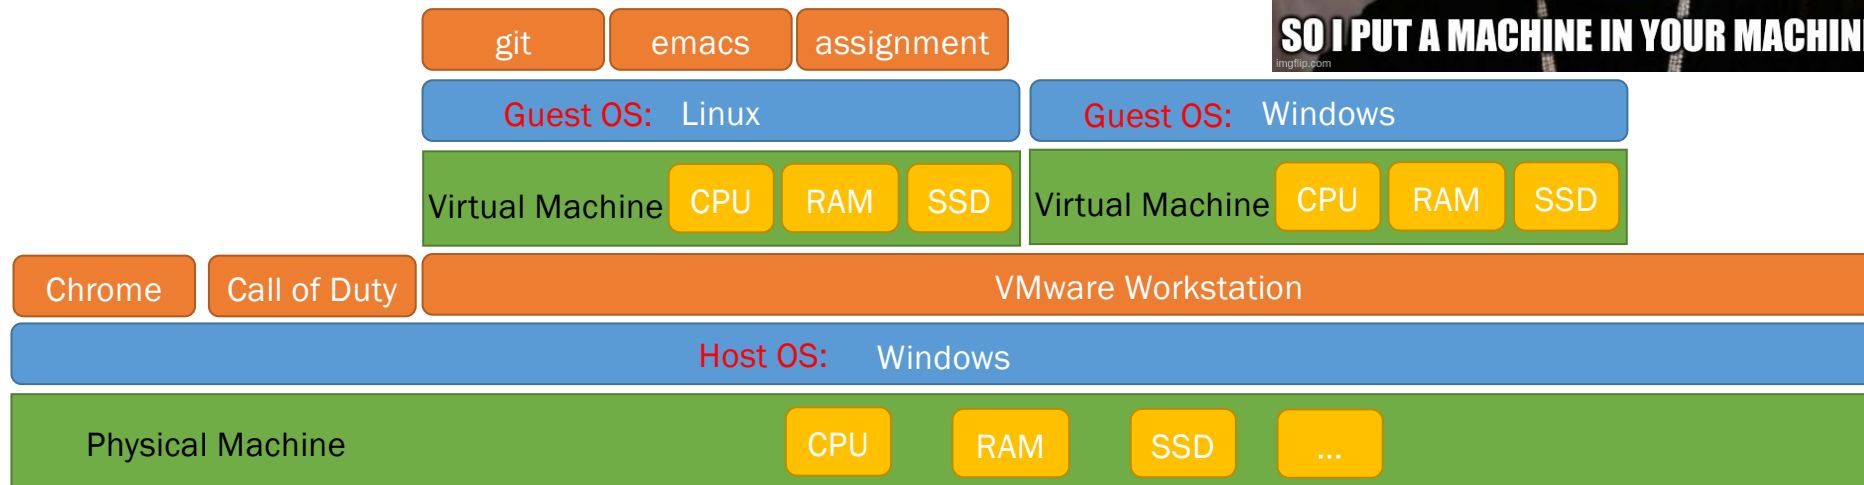 SO I PUT A MACHINE IN YOUR MACHIN
imgflip.com
git emacs assignment
Guest OS: Linux Guest OS: Windows
Virtual Machine CPU RAM SSD Virtual Machine CPU RAM SSD
Chrome Call of Duty VMware Workstation
Host OS: Windows
Physical Machine CPU RAM SSD ...